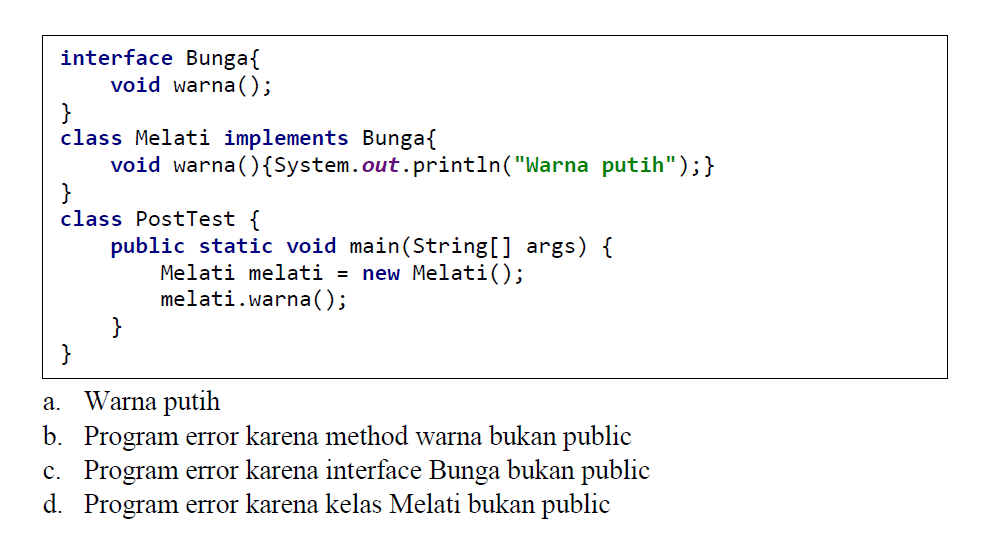 interface Bunga{
    void warna();
}
class Melati implements Bunga{
    void warna(){System.out.println("Warna putih");}
}
class PostTest {
    public static void main(String[] args) {
        Melati melati = new Melati();
        melati.warna();
    }
}
a. Warna putih
b. Program error karena method warna bukan public
c. Program error karena interface Bunga bukan public
d. Program error karena kelas Melati bukan public